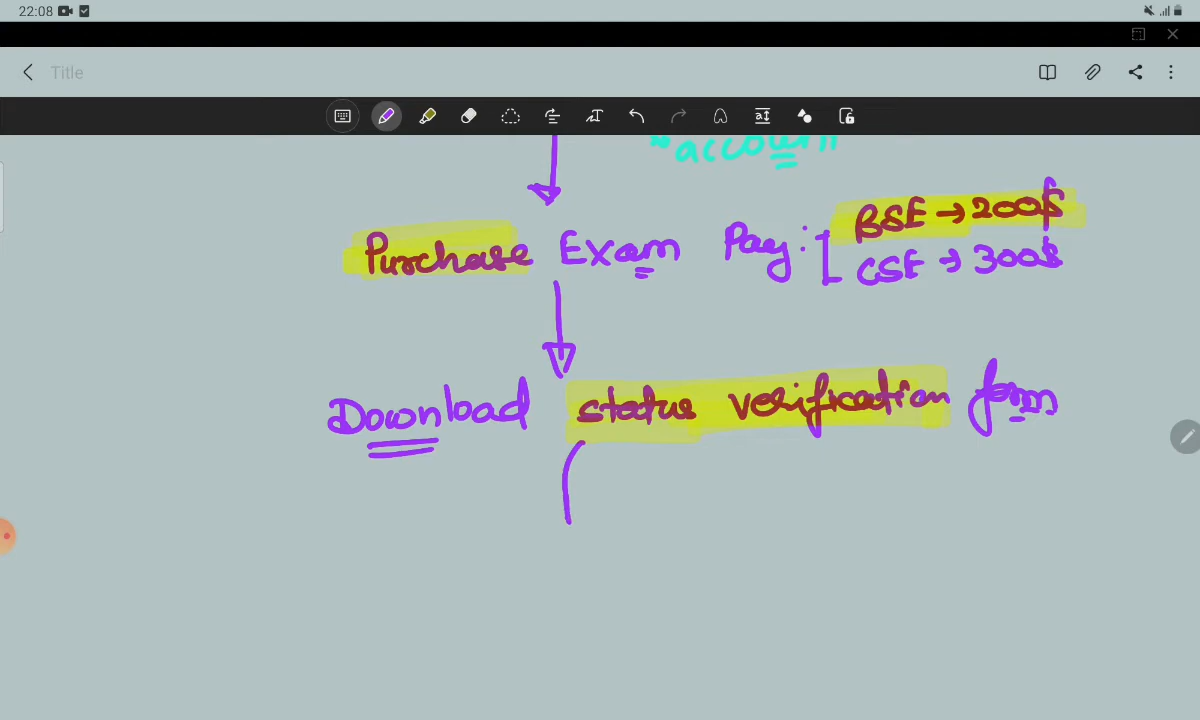 22:08
Title
account
Purchase Exam Pay: BSE → 200$
CSE → 300$
Download status verification form